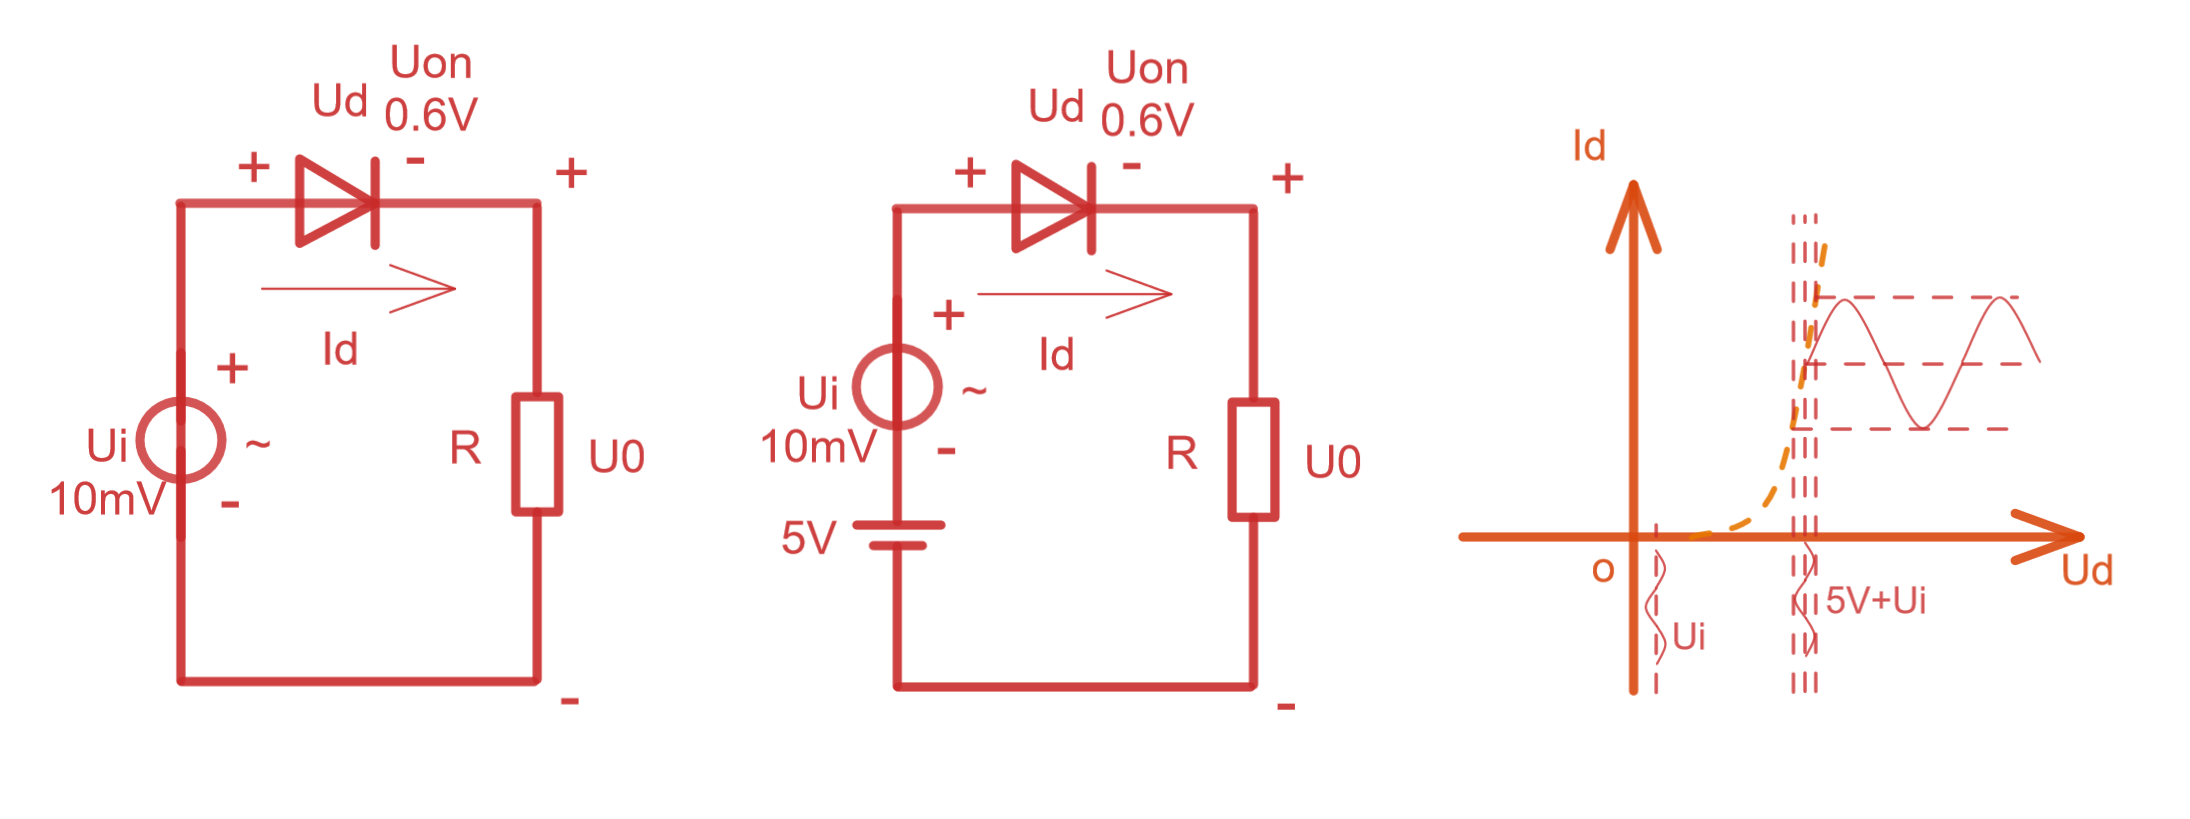 Uon
Ud
0.6V
+
-
+
Id
+
Ui
~
10mV
-
R
U0
-
Uon
Ud
0.6V
+
-
+
+
Id
Ui
~
10mV
-
R
U0
5V
-
Id
o
Ud
5V+Ui
Ui